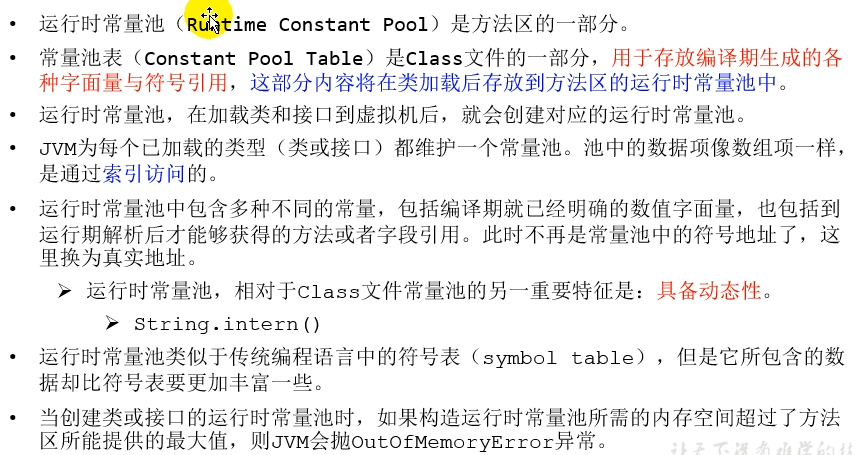 • 运行时常量池（Runtime Constant Pool）是方法区的一部分。
• 常量池表（Constant Pool Table）是Class文件的一部分，用于存放编译期生成的各
种字面量与符号引用，这部分内容将在类加载后存放到方法区的运行时常量池中。
• 运行时常量池，在加载类和接口到虚拟机后，就会创建对应的运行时常量池。
• JVM为每个已加载的类型（类或接口）都维护一个常量池。池中的数据项像数组项一样，
是通过索引访问的。
• 运行时常量池中包含多种不同的常量，包括编译期就已经明确的数值字面量，也包括到
运行期解析后才能够获得的方法或者字段引用。此时不再是常量池中的符号地址了，这
里换为真实地址。
➢ 运行时常量池，相对于Class文件常量池的另一重要特征是：具备动态性。
➢ String.intern()
• 运行时常量池类似于传统编程语言中的符号表（symbol table），但是它所包含的数
据却比符号表要更加丰富一些。
• 当创建类或接口的运行时常量池时，如果构造运行时常量池所需的内存空间超过了方法
区所能提供的最大值，则JVM会抛OutOfMemoryError异常。